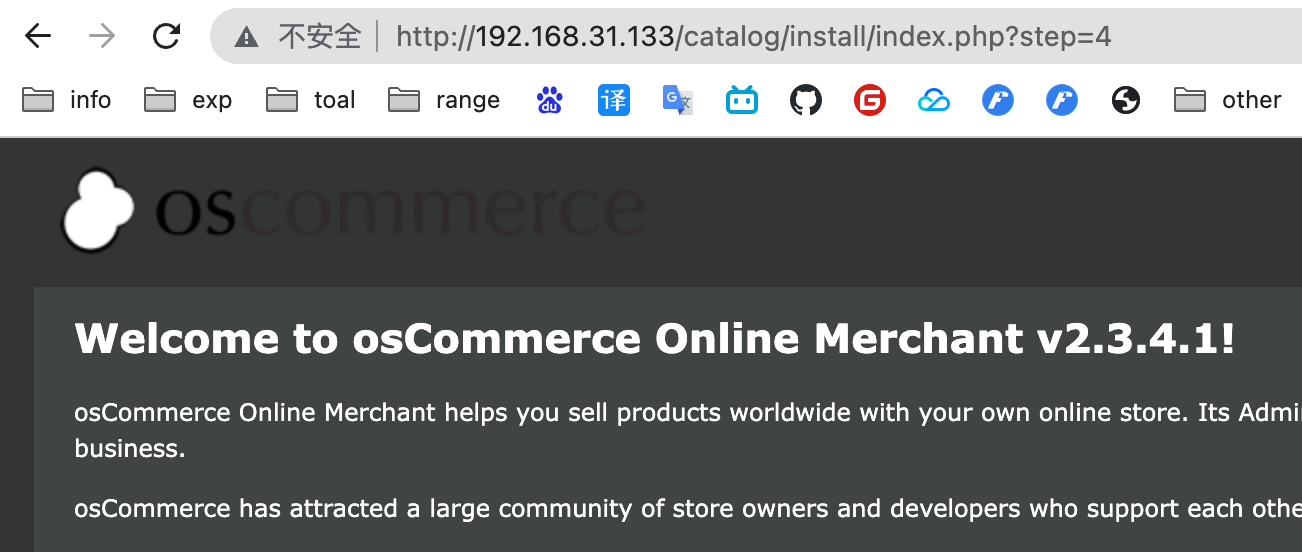 不安全 http://192.168.31.133/catalog/install/index.php?step=4
info exp toal range du 译 G 文 G other
oscommerce
Welcome to osCommerce Online Merchant v2.3.4.1!
osCommerce Online Merchant helps you sell products worldwide with your own online store. Its Admi
business.
osCommerce has attracted a large community of store owners and developers who support each othe